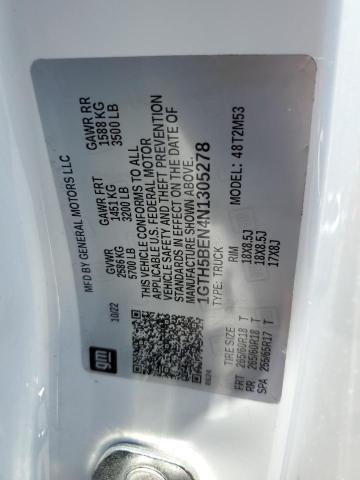 MFD BY GENERAL MOTORS LLC
10/22
GVWR
2586 KG
5700 LB
GAWR FRT
1451 KG
3200 LB
GAWR RR
1588 KG
3500 LB
THIS VEHICLE CONFORMS TO ALL
APPLICABLE U.S. FEDERAL MOTOR
VEHICLE SAFETY AND THEFT PREVENTION
STANDARDS IN EFFECT ON THE DATE OF
MANUFACTURE SHOWN ABOVE.
1GTH5BEN4N1305278
TYPE: TRUCK
48T2M53
gm
TIRE SIZE
RIM
FRT 265/60R18 T 18X8.5J
RR 265/60R18 T 18X8.5J
SPA 255/65R17 T 17X8J